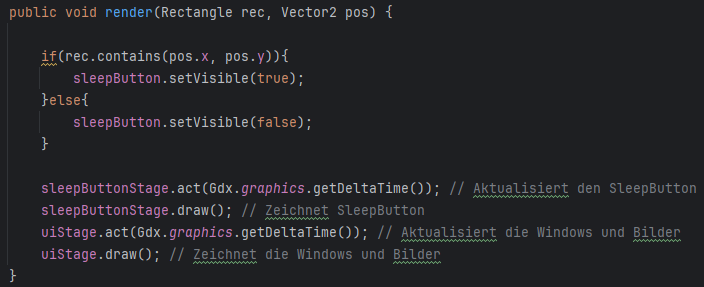 public void render(Rectangle rec, Vector2 pos) {
if(rec.contains(pos.x, pos.y)){
sleepButton.setVisible(true);
}else{
sleepButton.setVisible(false);
}
sleepButtonStage.act(Gdx.graphics.getDeltaTime()); // Aktualisiert den SleepButton
sleepButtonStage.draw(); // Zeichnet SleepButton
uiStage.act(Gdx.graphics.getDeltaTime()); // Aktualisiert die Windows und Bilder
uiStage.draw(); // Zeichnet die Windows und Bilder
}